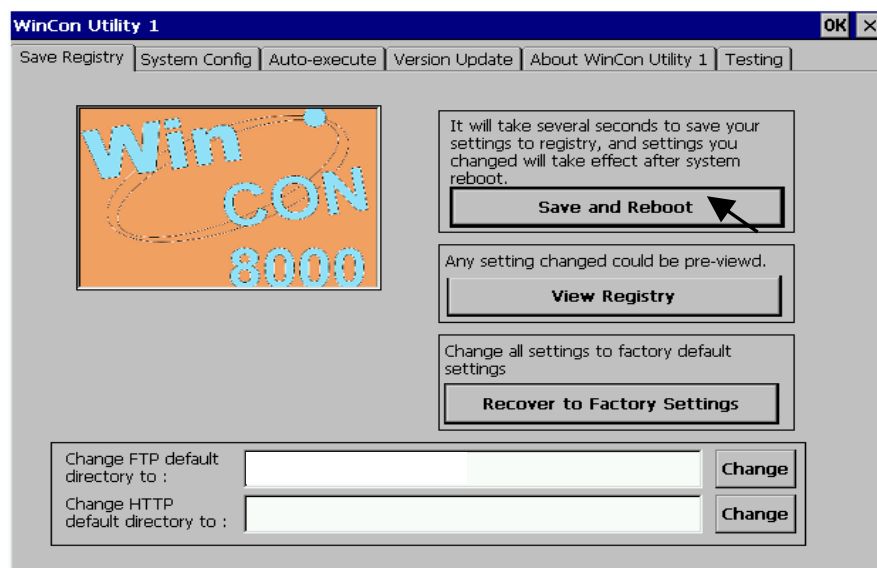 WinCon Utility 1
OK ×
Save Registry System Config Auto-execute Version Update About WinCon Utility 1 Testing
Win
CON
8000
It will take several seconds to save your
settings to registry, and settings you
changed will take effect after system
reboot.
Save and Reboot
Any setting changed could be pre-viewd.
View Registry
Change all settings to factory default
settings
Recover to Factory Settings
Change FTP default
directory to :
Change
Change HTTP
default directory to :
Change